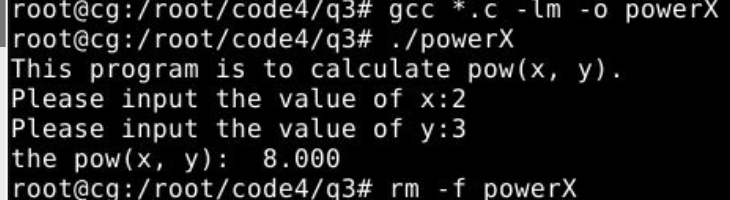 root@cg:/root/code4/q3# gcc *.c -lm -o powerX
root@cg:/root/code4/q3# ./powerX
This program is to calculate pow(x, y).
Please input the value of x:2
Please input the value of y:3
the pow(x, y):  8.000
root@cg:/root/code4/q3# rm -f powerX